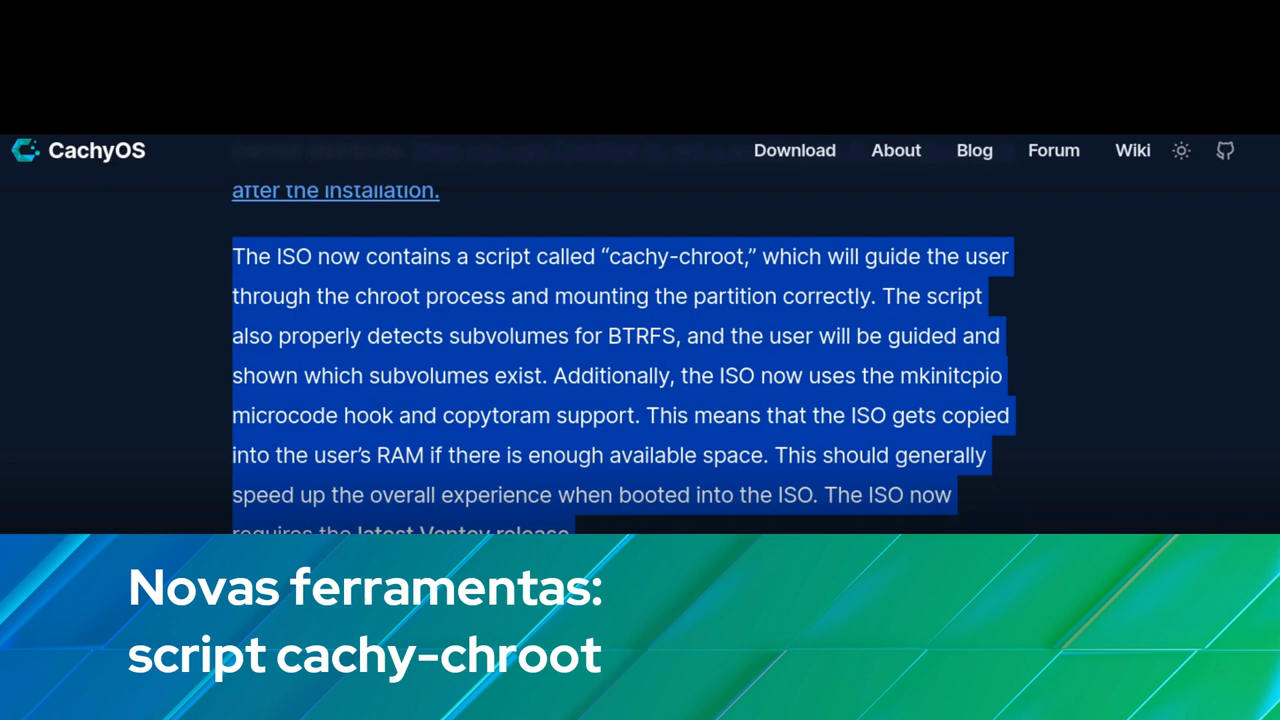 CachyOS
Download
About
Blog
Forum
Wiki
after the installation.
The ISO now contains a script called “cachy-chroot,” which will guide the user
through the chroot process and mounting the partition correctly. The script
also properly detects subvolumes for BTRFS, and the user will be guided and
shown which subvolumes exist. Additionally, the ISO now uses the mkinitcpio
microcode hook and copytoram support. This means that the ISO gets copied
into the user’s RAM if there is enough available space. This should generally
speed up the overall experience when booted into the ISO. The ISO now
requires the latest Ventoy release.
Novas ferramentas:
script cachy-chroot